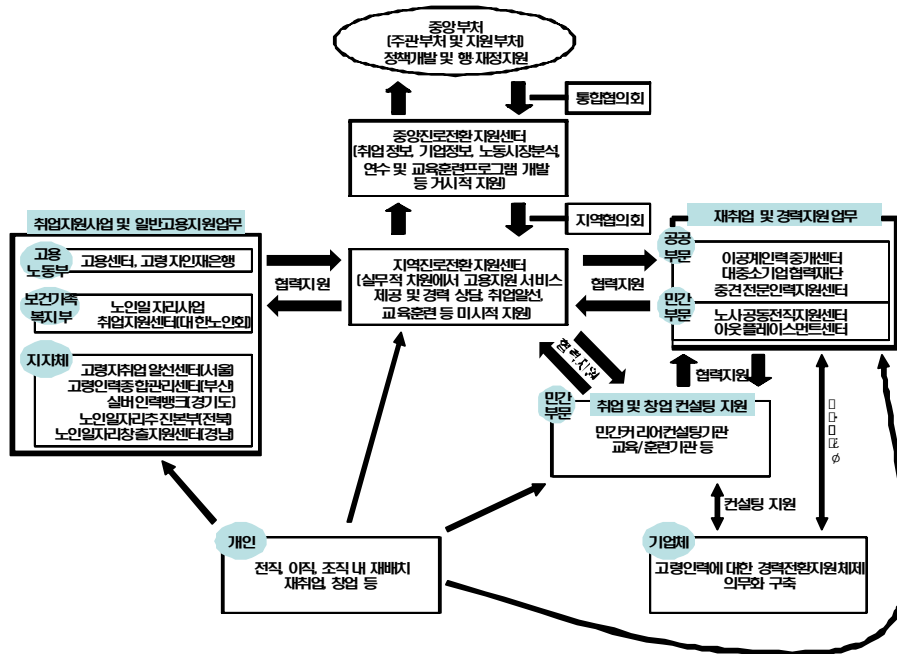 중앙부처
(주관부처 및 지원부처)
정책개발 및 행·재정지원
통합협의회
중앙진로전환 지원센터
(취업 정보, 기업정보, 노동시장분석,
연수 및 교육훈련프로그램 개발
등 거시적 지원)
지역협의회
취업지원사업 및 일반고용지원업무
고용
노동부
고용센터, 고령자인재은행
보건가족
복지부
노인일자리사업
취업지원센터(대한노인회)
지자체
고령자취업알선센터(서울)
고령인력종합관리센터(부산)
실버인력뱅크(경기도)
노인일자리추진본부(전북)
노인일자리창출지원센터(경남)
협력지원
지역진로전환 지원센터
(실무적 차원에서 고용지원 서비스
제공 및 경력 상담, 취업알선,
교육훈련 등 미시적 지원)
협력지원
재취업 및 경력지원 업무
공공
부문
이공계인력 중개센터
대중소기업 협력재단
중견 전문인력지원센터
민간
부문
노사공동전직지원센터
아웃플레이스먼트센터
협력지원
협력지원
민간
부문
취업 및 창업 컨설팅 지원
민간커리어컨설팅기관
교육/훈련기관 등
컨설팅 지원
개인
전직, 이직, 조직 내 재배치
재취업, 창업 등
기업체
고령인력에 대한 경력전환지원체제
의무화 구축